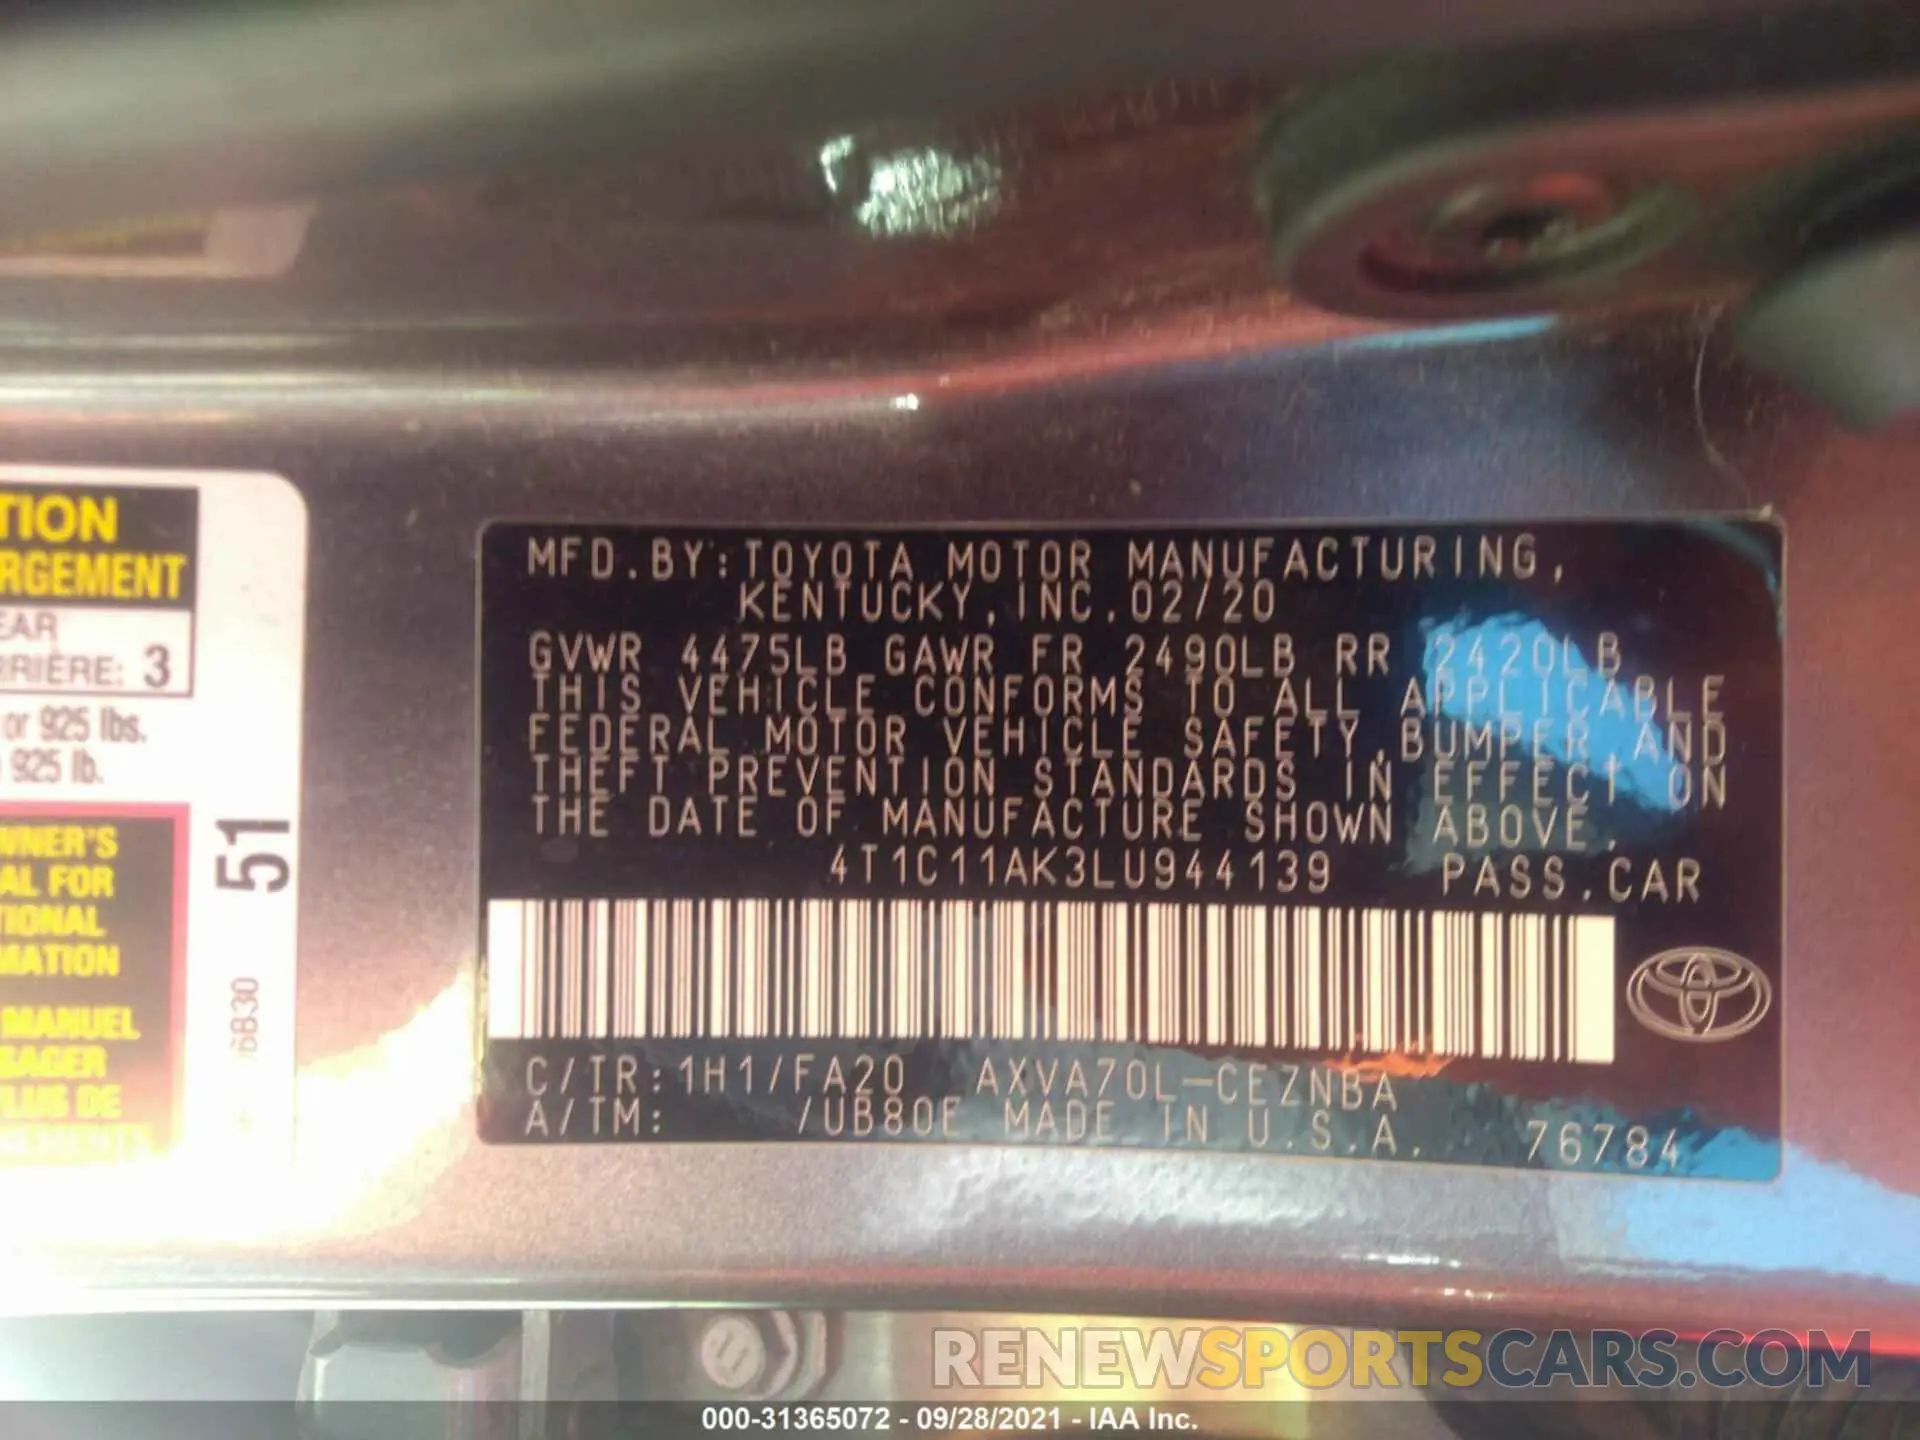 TION
RGEMENT
EAR
RRIÈRE: 3
or 925 lbs.
925 lb.
WNER'S
AL FOR
TIONAL
MATION
MANUEL
PLUS DE
51
6B30
MFD.BY:TOYOTA MOTOR MANUFACTURING,
KENTUCKY,INC.02/20
GVWR 4475LB GAWR FR 2490LB RR 2420LB
THIS VEHICLE CONFORMS TO ALL APPLICABLE
FEDERAL MOTOR VEHICLE SAFETY,BUMPER AND
THEFT PREVENTION STANDARDS IN EFFECT ON
THE DATE OF MANUFACTURE SHOWN ABOVE.
4T1C11AK3LU944139 PASS.CAR
C/TR:1H1/FA20 AXVA70L-CEZNBA
A/TM: /UB80E MADE IN U.S.A. 76784
RENEWSPORTSCARS.COM
000-31365072 - 09/28/2021 - IAA Inc.